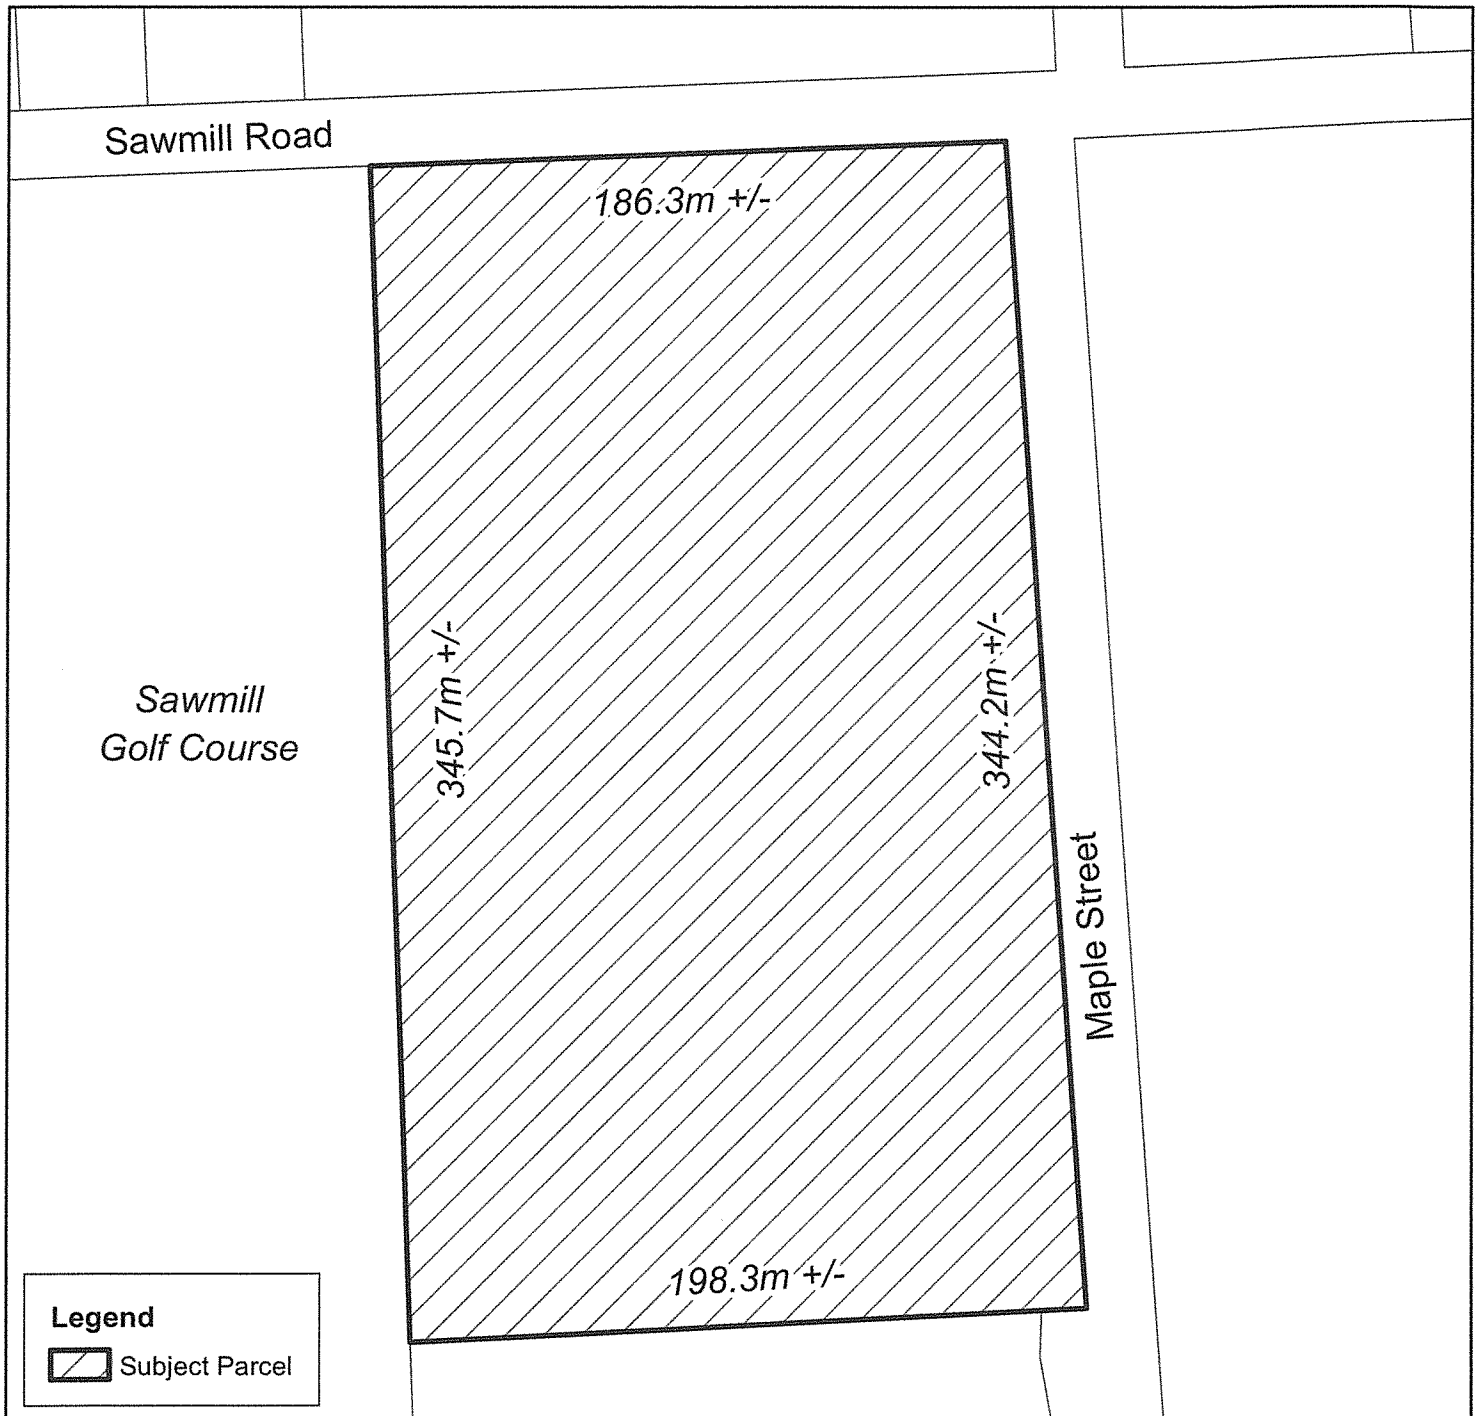 Sawmill Road
186.3m +/-
345.7m +/-
344.2m +/-
Sawmill
Golf Course
Maple Street
198.3m +/-
Legend
Subject Parcel